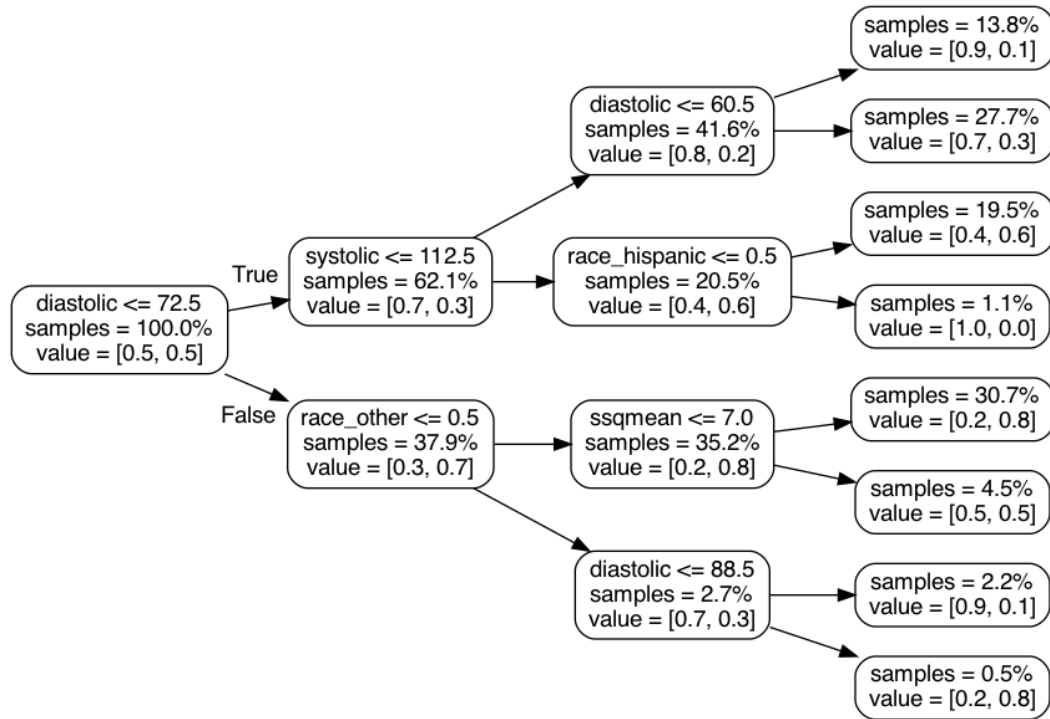 samples = 13.8%
value = [0.9, 0.1]
diastolic <= 60.5
samples = 41.6%
value = [0.8, 0.2]
samples = 27.7%
value = [0.7, 0.3]
samples = 19.5%
value = [0.4, 0.6]
True
systolic <= 112.5
samples = 62.1%
value = [0.7, 0.3]
race_hispanic <= 0.5
samples = 20.5%
value = [0.4, 0.6]
samples = 1.1%
value = [1.0, 0.0]
diastolic <= 72.5
samples = 100.0%
value = [0.5, 0.5]
False
race_other <= 0.5
samples = 37.9%
value = [0.3, 0.7]
ssqmean <= 7.0
samples = 35.2%
value = [0.2, 0.8]
samples = 30.7%
value = [0.2, 0.8]
samples = 4.5%
value = [0.5, 0.5]
diastolic <= 88.5
samples = 2.7%
value = [0.7, 0.3]
samples = 2.2%
value = [0.9, 0.1]
samples = 0.5%
value = [0.2, 0.8]